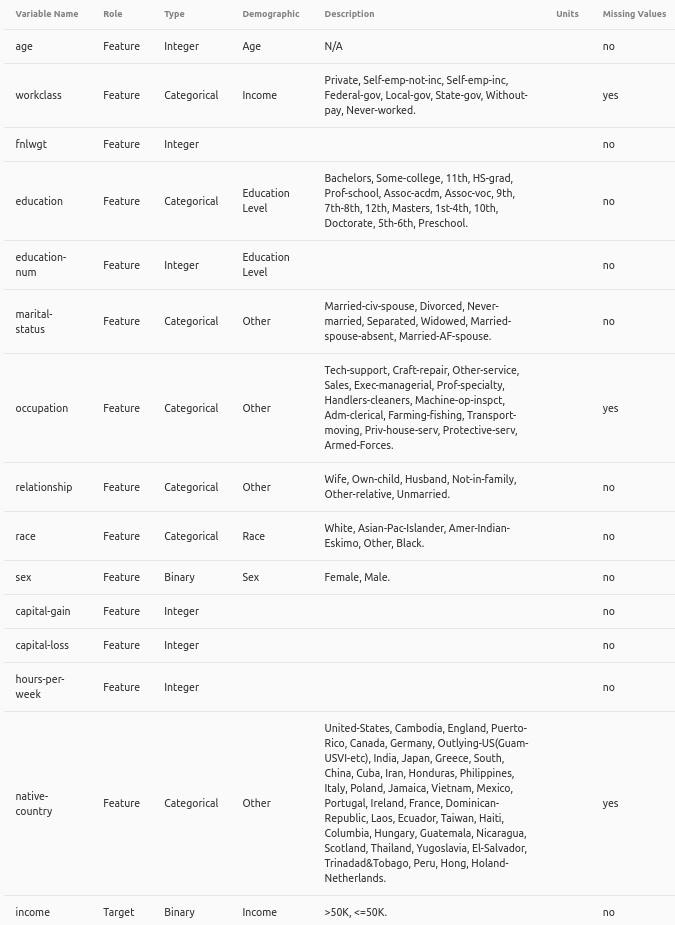 Variable Name Role Type Demographic Description Units Missing Values
age Feature Integer Age N/A no
Private, Self-emp-not-inc, Self-emp-inc,
workclass Feature Categorical Income Federal-gov, Local-gov, State-gov, Without- yes
pay, Never-worked.
fnlwgt Feature Integer no
Bachelors, Some-college, 11th, HS-grad,
Education Prof-school, Assoc-acdm, Assoc-voc, 9th,
education Feature Categorical no
Level 7th-8th, 12th, Masters, 1st-4th, 10th,
Doctorate, 5th-6th, Preschool.
education- Education
Feature Integer no
num Level
marital- Married-civ-spouse, Divorced, Never-
Feature Categorical Other married, Separated, Widowed, Married- no
status spouse-absent, Married-AF-spouse.
Tech-support, Craft-repair, Other-service,
Sales, Exec-managerial, Prof-specialty,
Handlers-cleaners, Machine-op-inspct,
occupation Feature Categorical Other yes
Adm-clerical, Farming-fishing, Transport-
moving, Priv-house-serv, Protective-serv,
Armed-Forces.
Wife, Own-child, Husband, Not-in-family,
relationship Feature Categorical Other no
Other-relative, Unmarried.
White, Asian-Pac-Islander, Amer-Indian-
race Feature Categorical Race no
Eskimo, Other, Black.
sex Feature Binary Sex Female, Male. no
capital-gain Feature Integer no
capital-loss Feature Integer no
hours-per-
Feature Integer no
week
United-States, Cambodia, England, Puerto-
Rico, Canada, Germany, Outlying-US(Guam-
USVI-etc), India, Japan, Greece, South,
China, Cuba, Iran, Honduras, Philippines,
Italy, Poland, Jamaica, Vietnam, Mexico,
native- Portugal, Ireland, France, Dominican-
Feature Categorical Other yes
country Republic, Laos, Ecuador, Taiwan, Haiti,
Columbia, Hungary, Guatemala, Nicaragua,
Scotland, Thailand, Yugoslavia, El-Salvador,
Trinadad&Tobago, Peru, Hong, Holand-
Netherlands.
income Target Binary Income >50K, <=50K. no